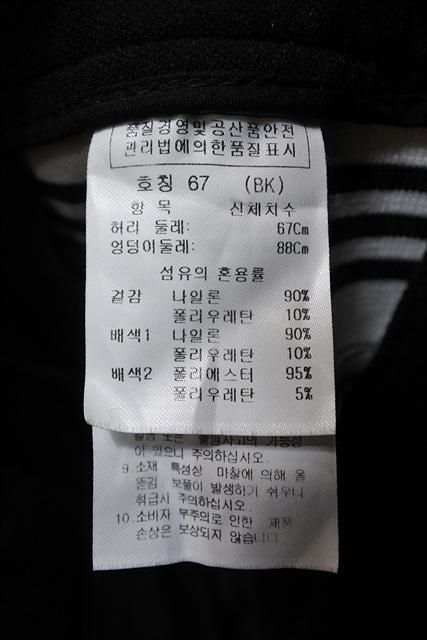 품질경영및공산품안전
관리법에의한품질표시
호칭 67 (BK)
항 목 신체치수
허리 둘레: 67Cm
엉덩이둘레: 88Cm
섬유의 혼용률
겉감 나일론 90%
폴리우레탄 10%
배색1 나일론 90%
폴리우레탄 10%
배색2 폴리에스터 95%
폴리우레탄 5%
또는 가능성
이 있으니 주의하십시오.
9.소재 특성상 마찰에 의해 올
뜯김, 보풀이 발생하기 쉬우니
취급시 주의하십시오.
10.소비자 부주의로 인한 제품
손상은 보상되지 않습니다